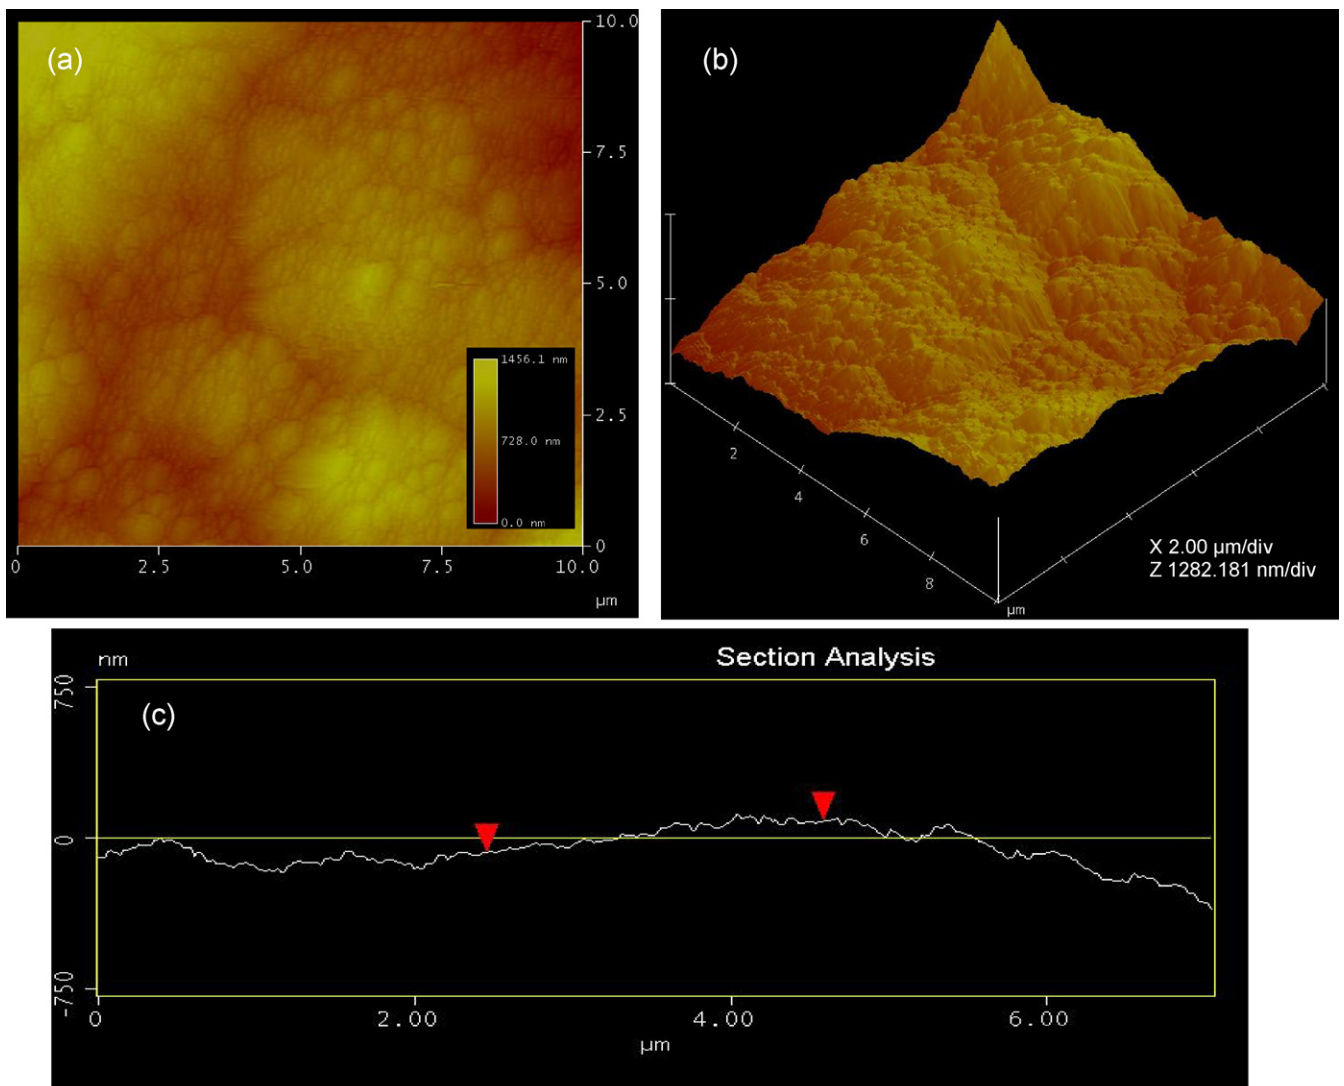 (a)
10.0
7.5
5.0
2.5
0
1456.1 nm
728.0 nm
0.0 nm
0 2.5 5.0 7.5 10.0
µm
(b)
2
4
6
8
µm
X 2.00 µm/div
Z 1282.181 nm/div
Section Analysis
nm
(c)
750
0
-750
0 2.00 4.00 6.00
µm